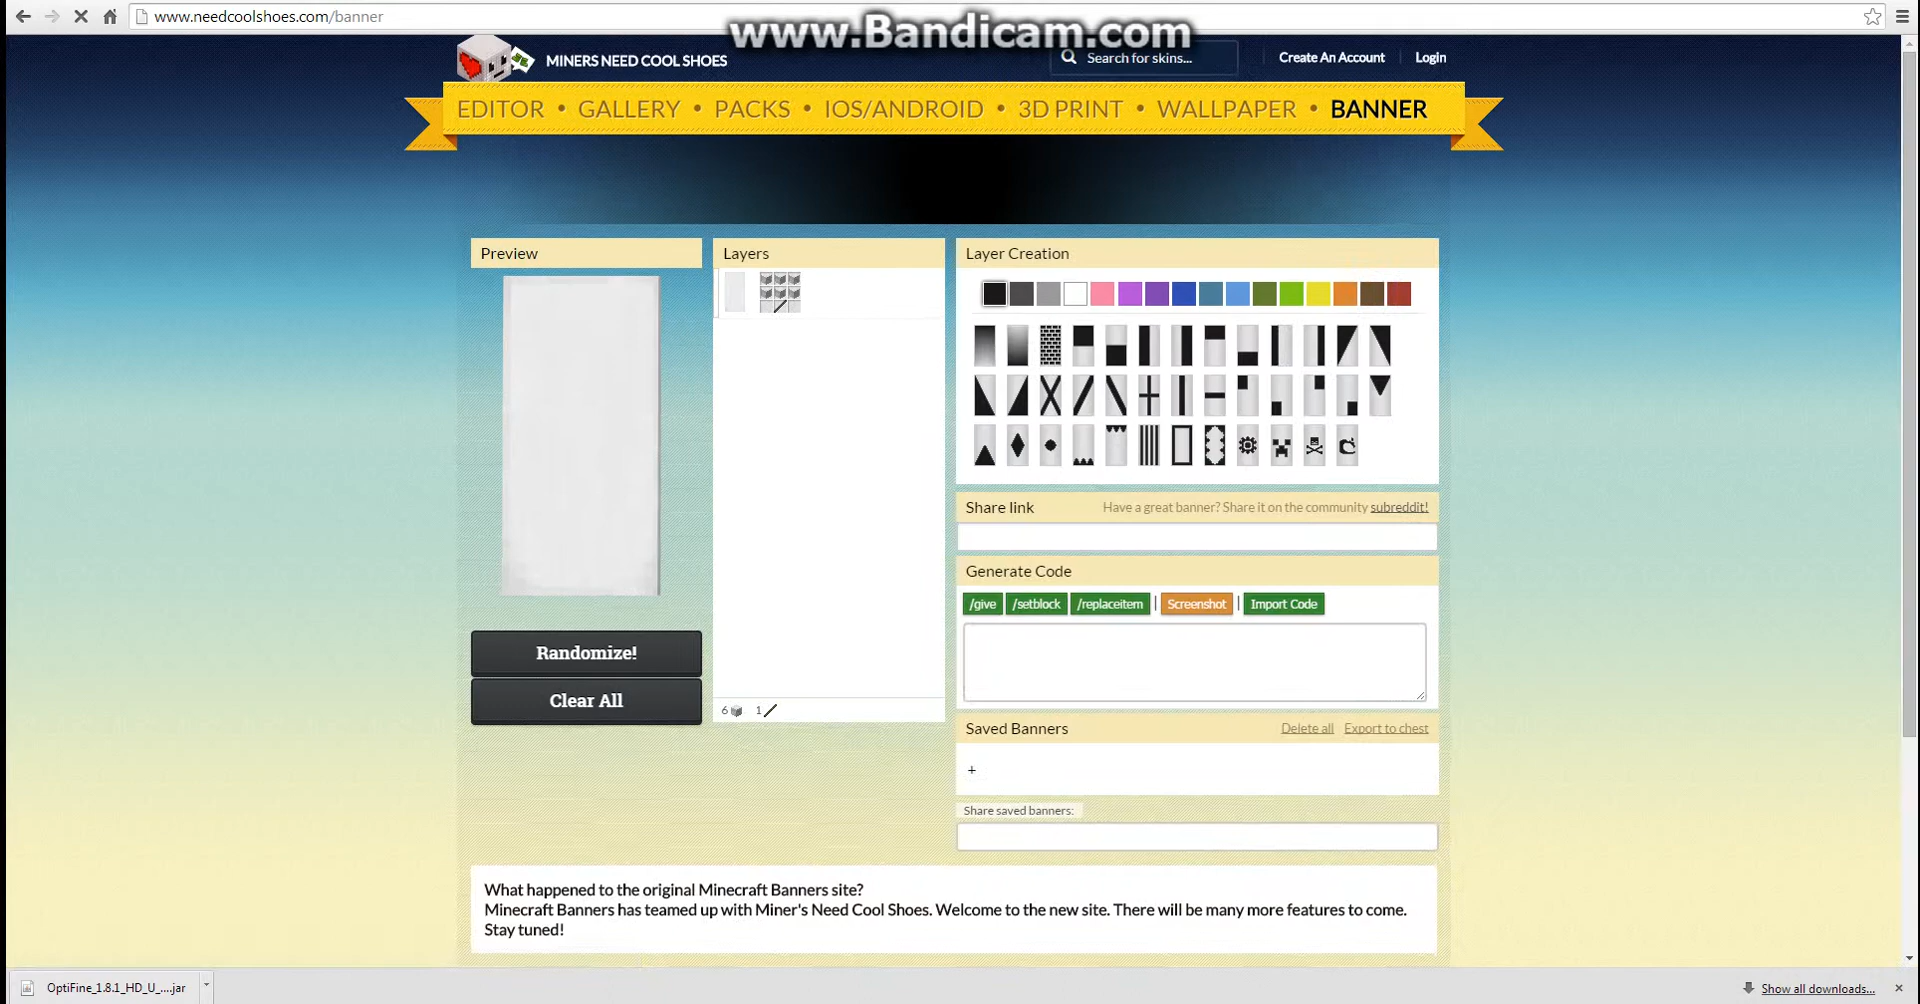 www.needcoolshoes.com/banner
www.Bandicam.com
MINERS NEED COOL SHOES
Search for skins...
Create An Account
Login
EDITOR • GALLERY • PACKS • IOS/ANDROID • 3D PRINT • WALLPAPER • BANNER
Preview
Layers
Layer Creation
Share link
Have a great banner? Share it on the community subreddit!
Generate Code
/give
/setblock
/replaceitem
|
Screenshot
|
Import Code
Randomize!
Clear All
6
1
Saved Banners
Delete all
Export to chest
+
Share saved banners:
What happened to the original Minecraft Banners site?
Minecraft Banners has teamed up with Miner's Need Cool Shoes. Welcome to the new site. There will be many more features to come.
Stay tuned!
OptiFine_1.8.1_HD_U_....jar
Show all downloads...